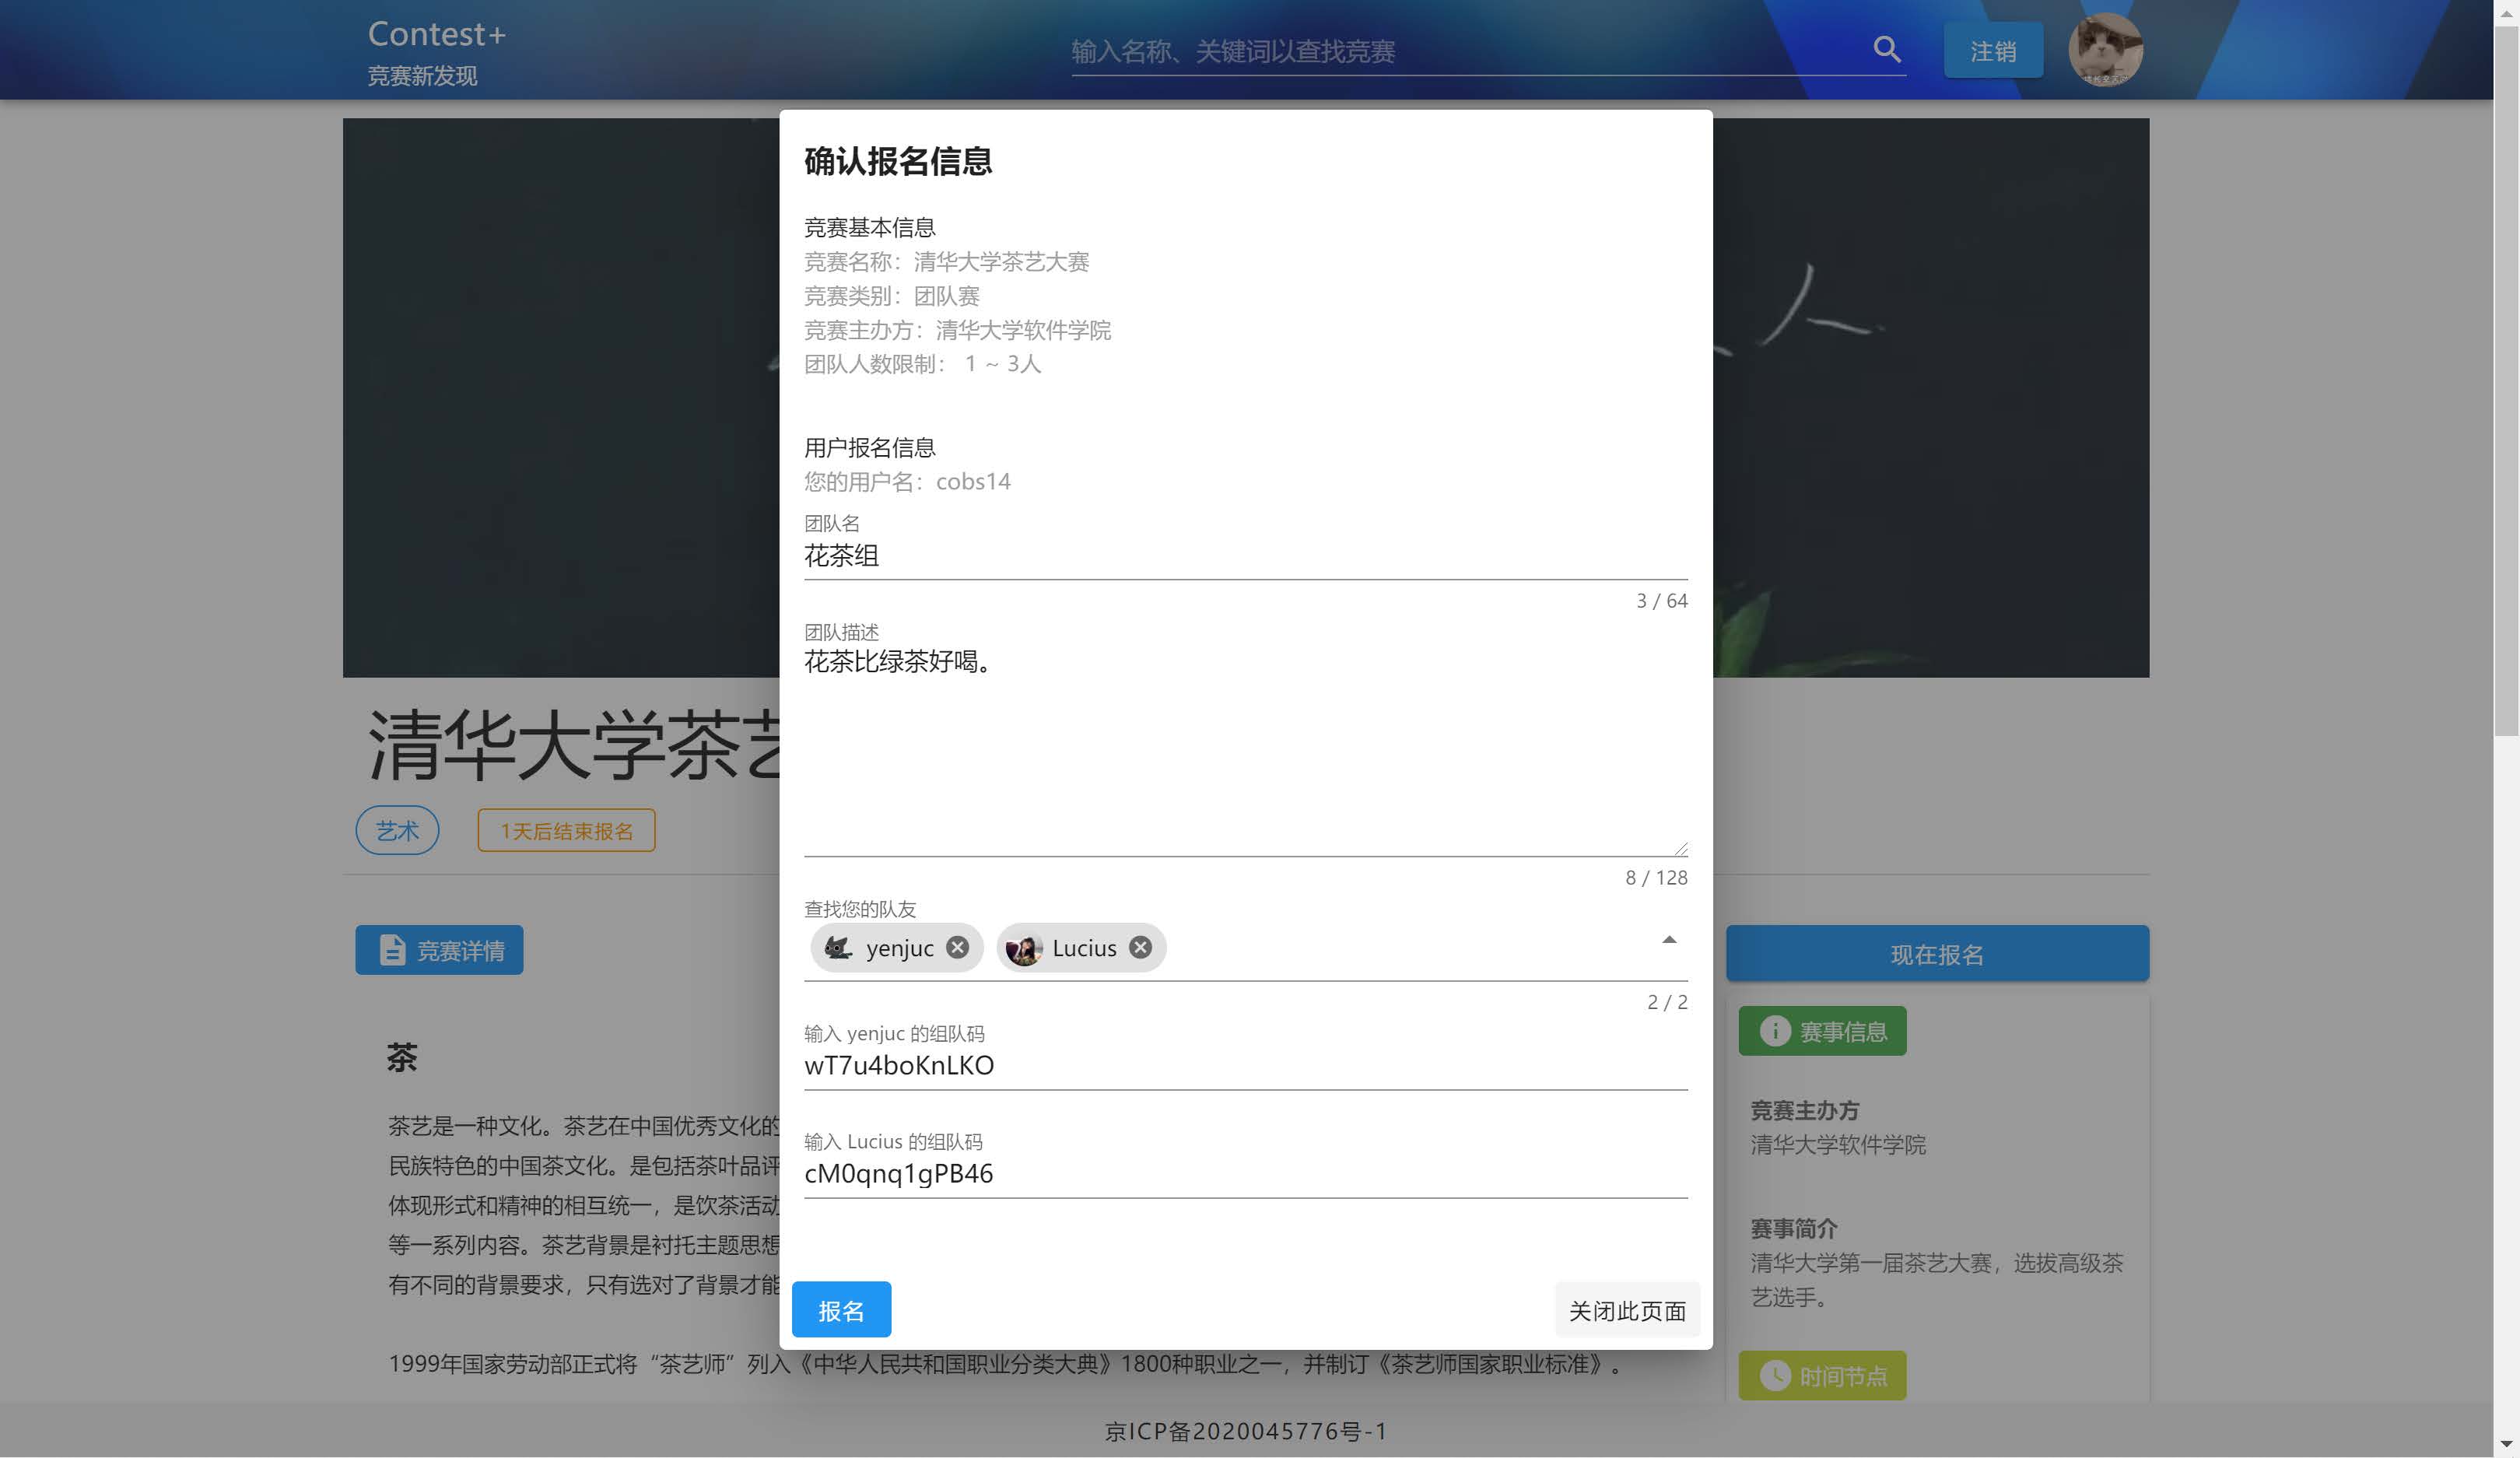 Contest+
竞赛新发现
输入名称、关键词以查找竞赛
注销
确认报名信息
竞赛基本信息
竞赛名称：清华大学茶艺大赛
竞赛类别：团队赛
竞赛主办方：清华大学软件学院
团队人数限制： 1 ~ 3人
用户报名信息
您的用户名：cobs14
团队名
花茶组
3 / 64
团队描述
花茶比绿茶好喝。
8 / 128
查找您的队友
yenjuc
Lucius
2 / 2
输入 yenjuc 的组队码
wT7u4boKnLKO
输入 Lucius 的组队码
cM0qnq1gPB46
报名
关闭此页面
人
清华大学茶艺
艺术
1天后结束报名
竞赛详情
茶
茶艺是一种文化。茶艺在中国优秀文化的
民族特色的中国茶文化。是包括茶叶品评
体现形式和精神的相互统一，是饮茶活动
等一系列内容。茶艺背景是衬托主题思想
有不同的背景要求，只有选对了背景才能
1999年国家劳动部正式将“茶艺师”列入《中华人民共和国职业分类大典》1800种职业之一，并制订《茶艺师国家职业标准》。
现在报名
赛事信息
竞赛主办方
清华大学软件学院
赛事简介
清华大学第一届茶艺大赛，选拔高级茶
艺选手。
时间节点
京ICP备2020045776号-1